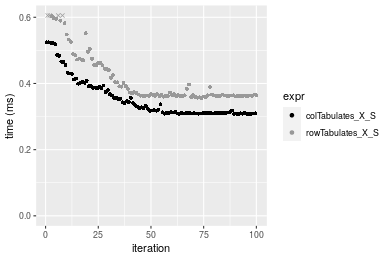 0.6
0.4
0.2
0.0
time (ms)
0
25
50
75
100
iteration
expr
colTabulates_X_S
rowTabulates_X_S